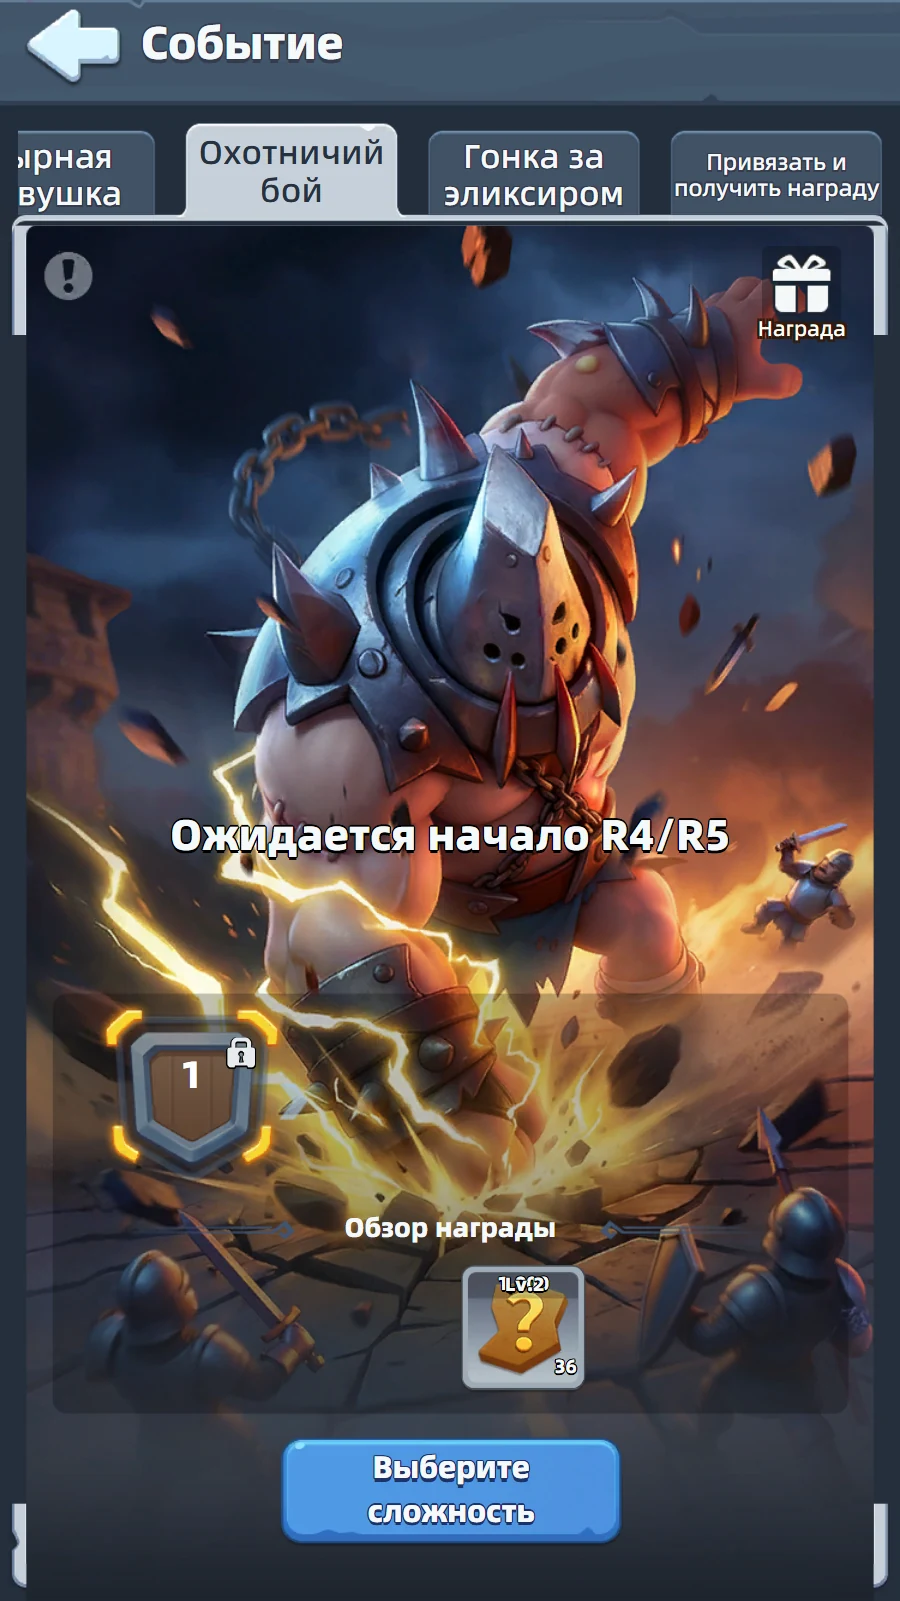 Событие
ырная
вушка
Охотничий
бой
Гонка за
эликсиром
Привязать и
получить награду
Награда
Ожидается начало R4/R5
1
Обзор награды
36
Выберите
сложность